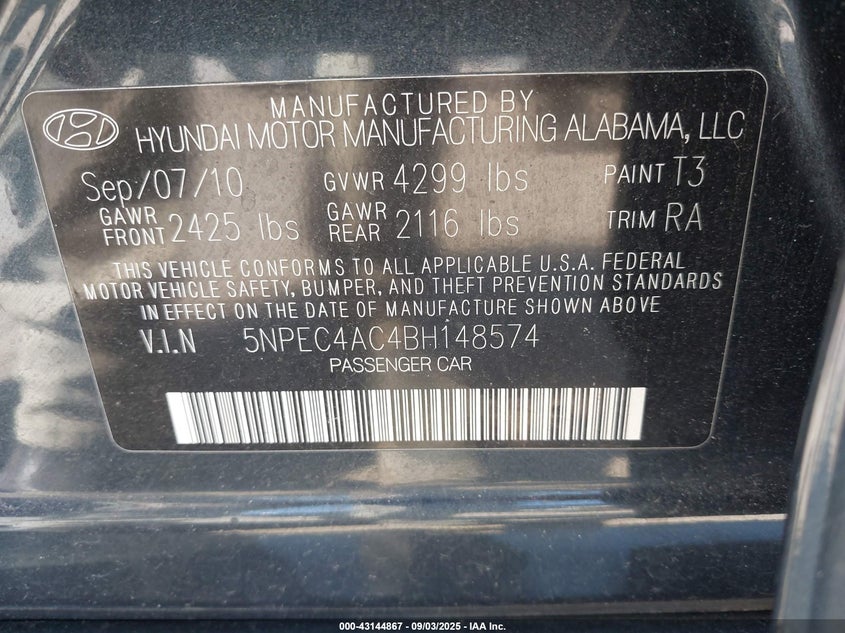 MANUFACTURED BY
HYUNDAI MOTOR MANUFACTURING ALABAMA, LLC
Sep/07/10 GVWR 4299 lbs PAINT T3
GAWR FRONT 2425 lbs GAWR REAR 2116 lbs TRIM RA
THIS VEHICLE CONFORMS TO ALL APPLICABLE U.S.A. FEDERAL
MOTOR VEHICLE SAFETY, BUMPER, AND THEFT PREVENTION STANDARDS
IN EFFECT ON THE DATE OF MANUFACTURE SHOWN ABOVE
V.I.N 5NPEC4AC4BH148574
PASSENGER CAR
000-43144867 - 09/03/2025 - IAA Inc.